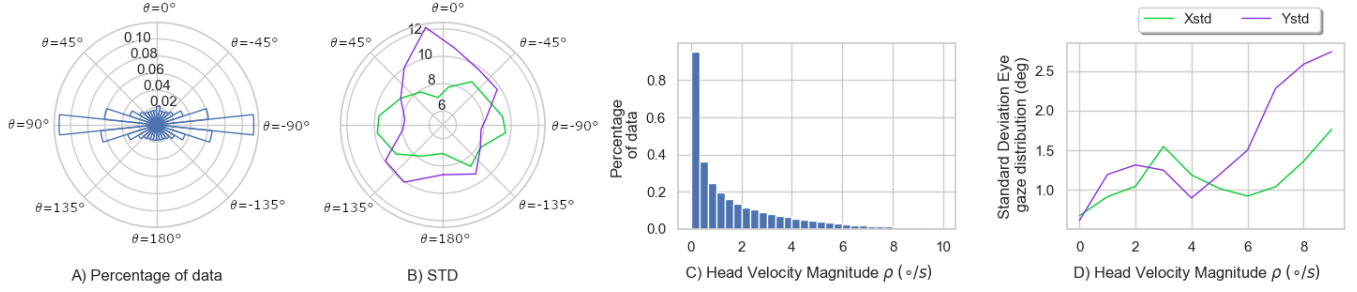 θ=0°
θ=45°
θ=-45°
0.10
0.08
0.06
0.04
0.02
θ=90°
θ=-90°
θ=135°
θ=-135°
θ=180°
A) Percentage of data
θ=0°
θ=45°
θ=-45°
12
10
8
6
θ=90°
θ=-90°
θ=135°
θ=-135°
θ=180°
B) STD
Percentage
of data
0.8
0.6
0.4
0.2
0.0
0 2 4 6 8 10
C) Head Velocity Magnitude ρ (∘/s)
Xstd Ystd
Standard Deviation Eye
gaze distribution (deg)
2.5
2.0
1.5
1.0
0 2 4 6 8
D) Head Velocity Magnitude ρ (∘/s)